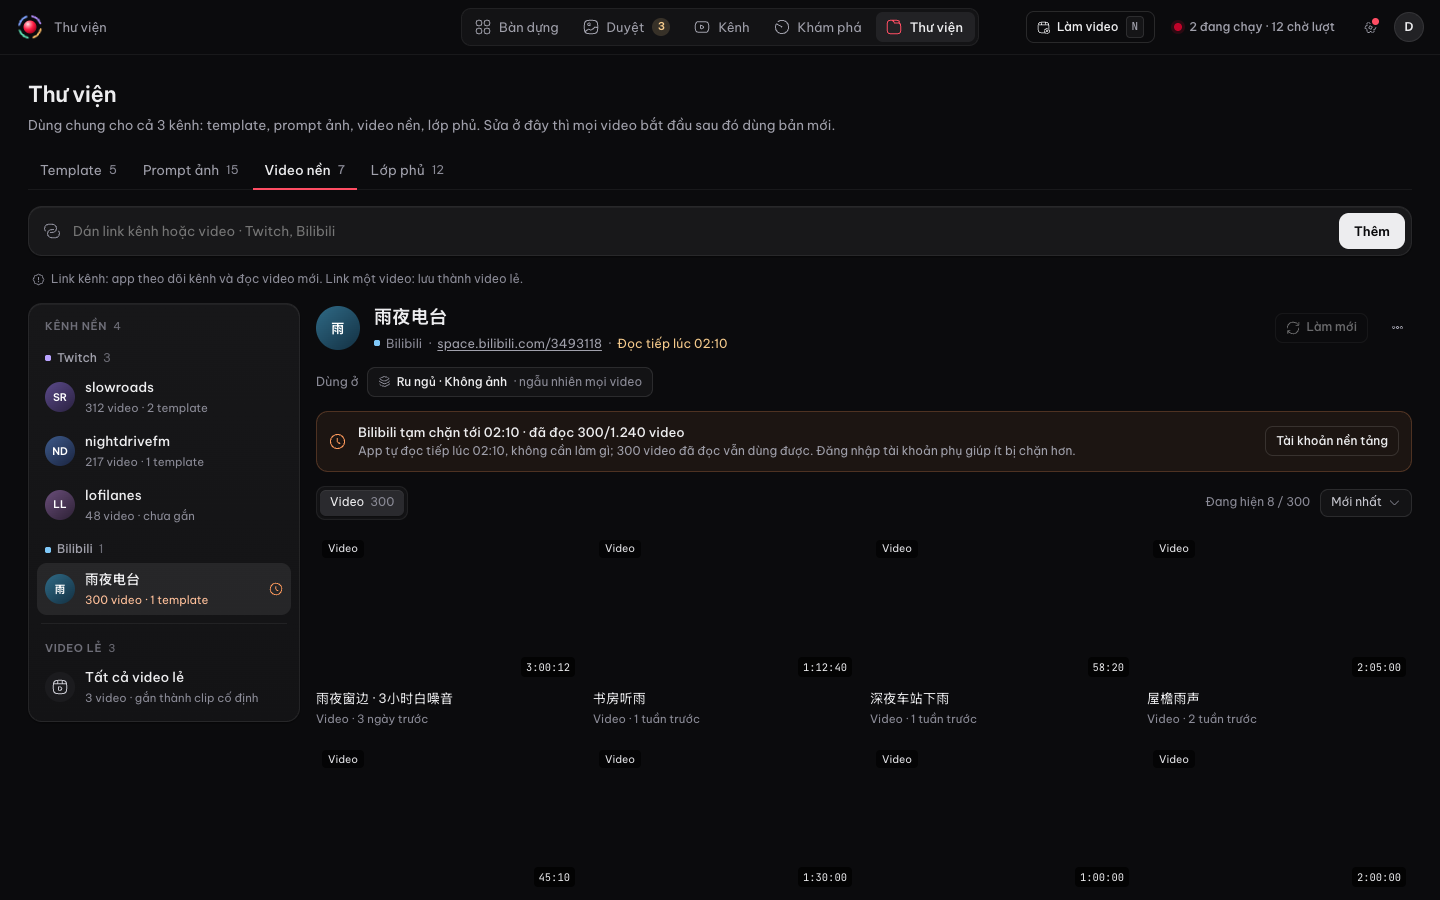 Thư viện
Bàn dựng
Duyệt 3
Kênh
Khám phá
Thư viện
Làm video N
2 đang chạy · 12 chờ lượt
D
Thư viện
Dùng chung cho cả 3 kênh: template, prompt ảnh, video nền, lớp phủ. Sửa ở đây thì mọi video bắt đầu sau đó dùng bản mới.
Template 5
Prompt ảnh 15
Video nền 7
Lớp phủ 12
Dán link kênh hoặc video · Twitch, Bilibili
Thêm
Link kênh: app theo dõi kênh và đọc video mới. Link một video: lưu thành video lẻ.
KÊNH NỀN 4
Twitch 3
SR
slowroads
312 video · 2 template
ND
nightdrivefm
217 video · 1 template
LL
lofilanes
48 video · chưa gắn
Bilibili 1
雨
雨夜电台
300 video · 1 template
VIDEO LẺ 3
Tất cả video lẻ
3 video · gắn thành clip cố định
雨
雨夜电台
Bilibili · space.bilibili.com/3493118 · Đọc tiếp lúc 02:10
Làm mới
Dùng ở
Ru ngủ · Không ảnh · ngẫu nhiên mọi video
Bilibili tạm chặn tới 02:10 · đã đọc 300/1.240 video
App tự đọc tiếp lúc 02:10, không cần làm gì; 300 video đã đọc vẫn dùng được. Đăng nhập tài khoản phụ giúp ít bị chặn hơn.
Tài khoản nền tảng
Video 300
Đang hiện 8 / 300
Mới nhất
Video
3:00:12
雨夜窗边 · 3小时白噪音
Video · 3 ngày trước
Video
1:12:40
书房听雨
Video · 1 tuần trước
Video
58:20
深夜车站下雨
Video · 1 tuần trước
Video
2:05:00
屋檐雨声
Video · 2 tuần trước
Video
45:10
Video
1:30:00
Video
1:00:00
Video
2:00:00